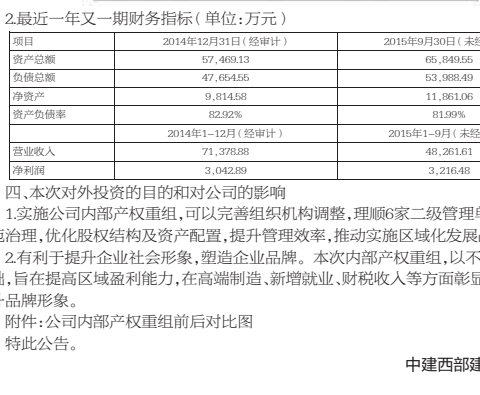 2.最近一年又一期财务指标(单位:万元)
项目 2014年12月31日(经审计) 2015年9月30日(未经
资产总额 57,469.13 65,849.55
负债总额 47,654.55 53,988.49
净资产 9,814.58 11,861.06
资产负债率 82.92% 81.99%
2014年1-12月(经审计) 2015年1-9月(未经
营业收入 71,378.88 48,261.61
净利润 3,042.89 3,216.48
四、本次对外投资的目的和对公司的影响
1.实施公司内部产权重组,可以完善组织机构调整,理顺6家二级管理单
治理,优化股权结构及资产配置,提升管理效率,推动实施区域化发展
2.有利于提升企业社会形象,塑造企业品牌。本次内部产权重组,以不
,旨在提高区域盈利能力,在高端制造、新增就业、财税收入等方面彰显
品牌形象。
附件:公司内部产权重组前后对比图
特此公告。
中建西部建